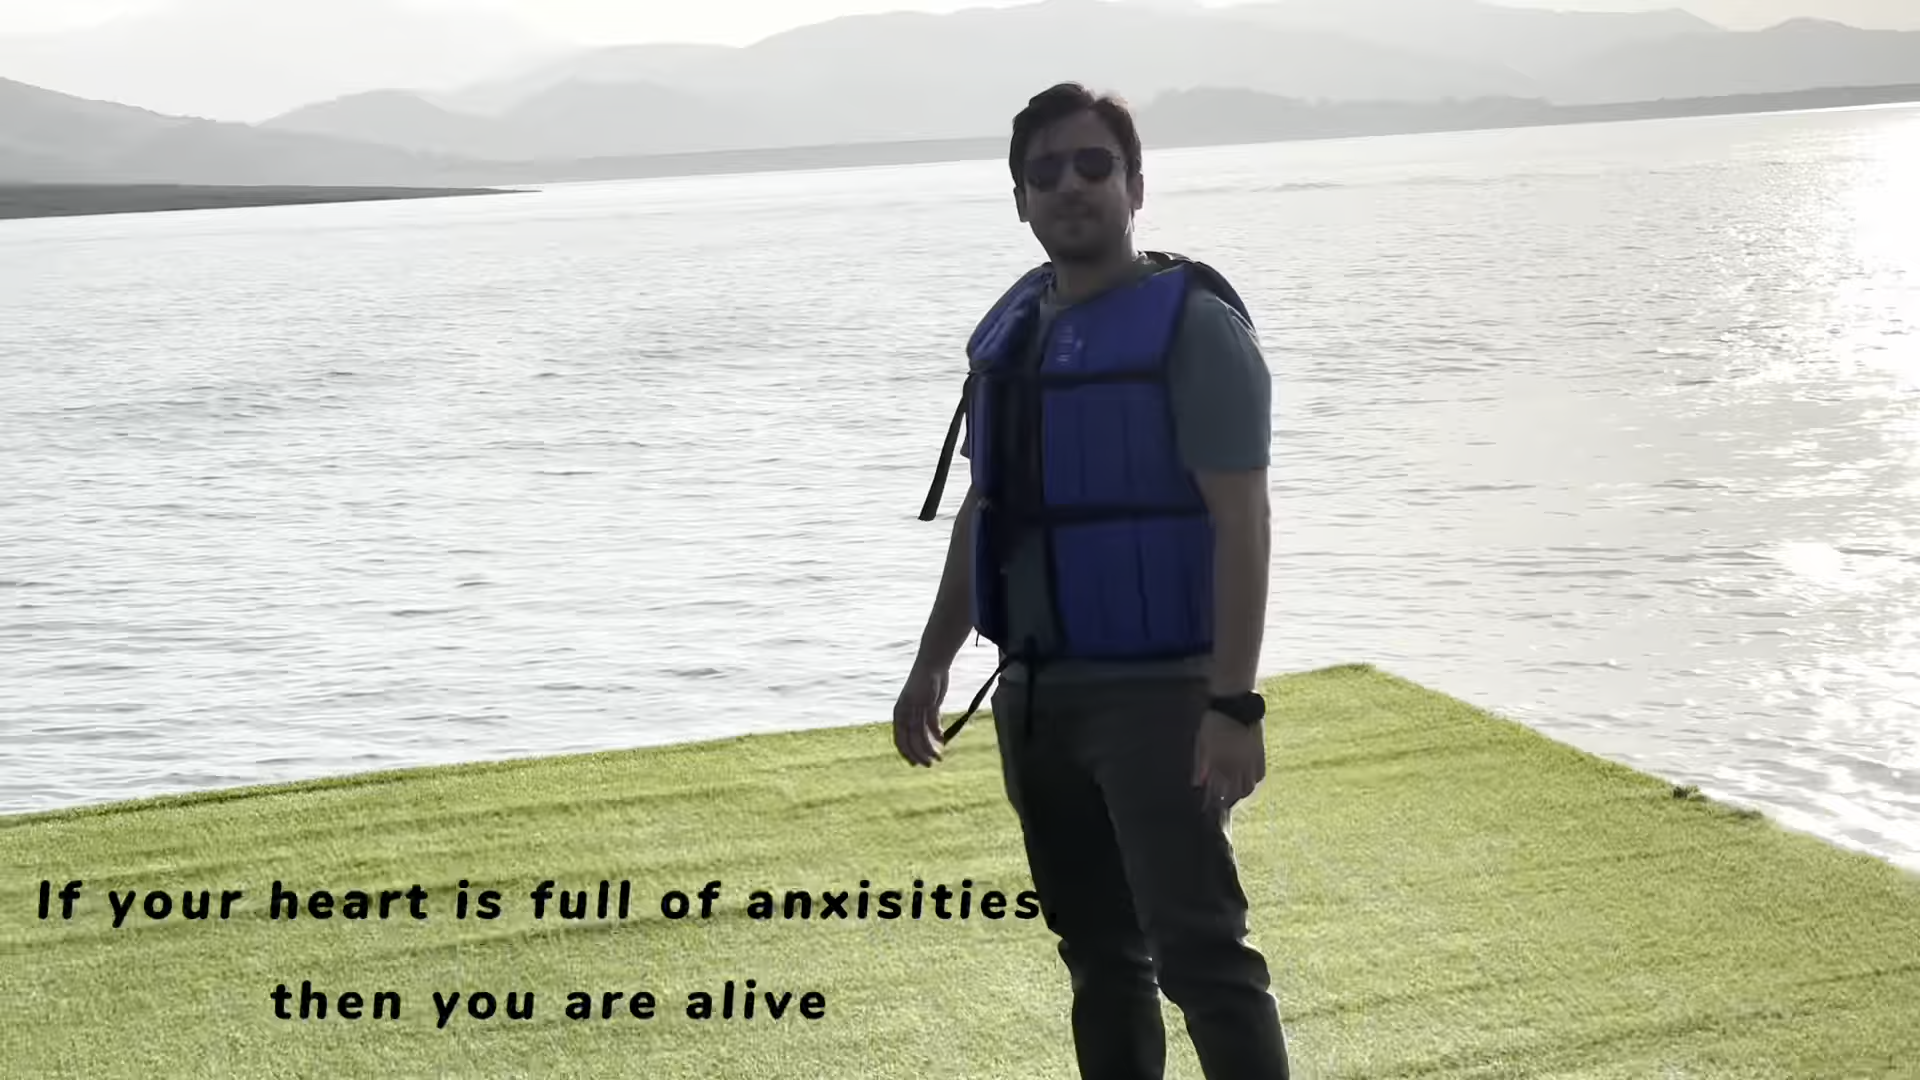 If your heart is full of anxisities,
then you are alive